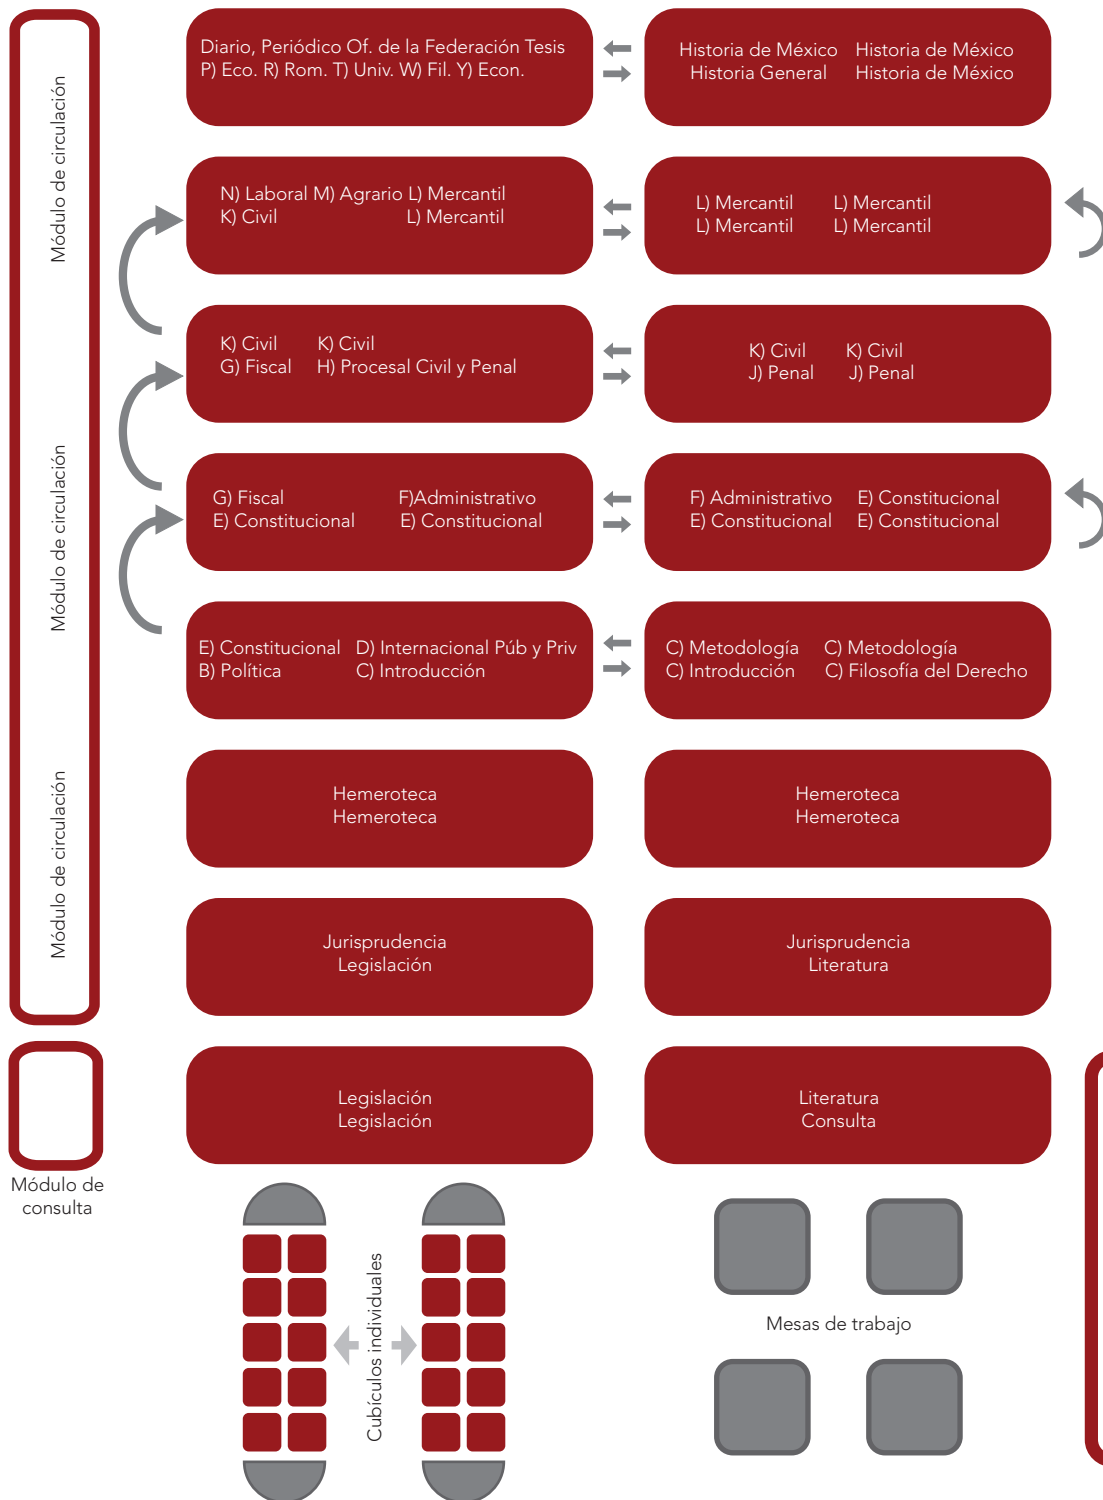 Módulo de circulación
Módulo de circulación
Módulo de circulación
Diario, Periódico Of. de la Federación Tesis
P) Eco. R) Rom. T) Univ. W) Fil. Y) Econ.
Historia de México Historia de México
Historia General Historia de México
N) Laboral M) Agrario L) Mercantil
K) Civil L) Mercantil
L) Mercantil L) Mercantil
L) Mercantil L) Mercantil
K) Civil K) Civil
G) Fiscal H) Procesal Civil y Penal
K) Civil K) Civil
J) Penal J) Penal
G) Fiscal F)Administrativo
E) Constitucional E) Constitucional
F) Administrativo E) Constitucional
E) Constitucional E) Constitucional
E) Constitucional D) Internacional Púb y Priv
B) Política C) Introducción
C) Metodología C) Metodología
C) Introducción C) Filosofía del Derecho
Hemeroteca
Hemeroteca
Hemeroteca
Hemeroteca
Jurisprudencia
Legislación
Jurisprudencia
Literatura
Legislación
Legislación
Literatura
Consulta
Módulo de
consulta
Cubículos individuales
Mesas de trabajo